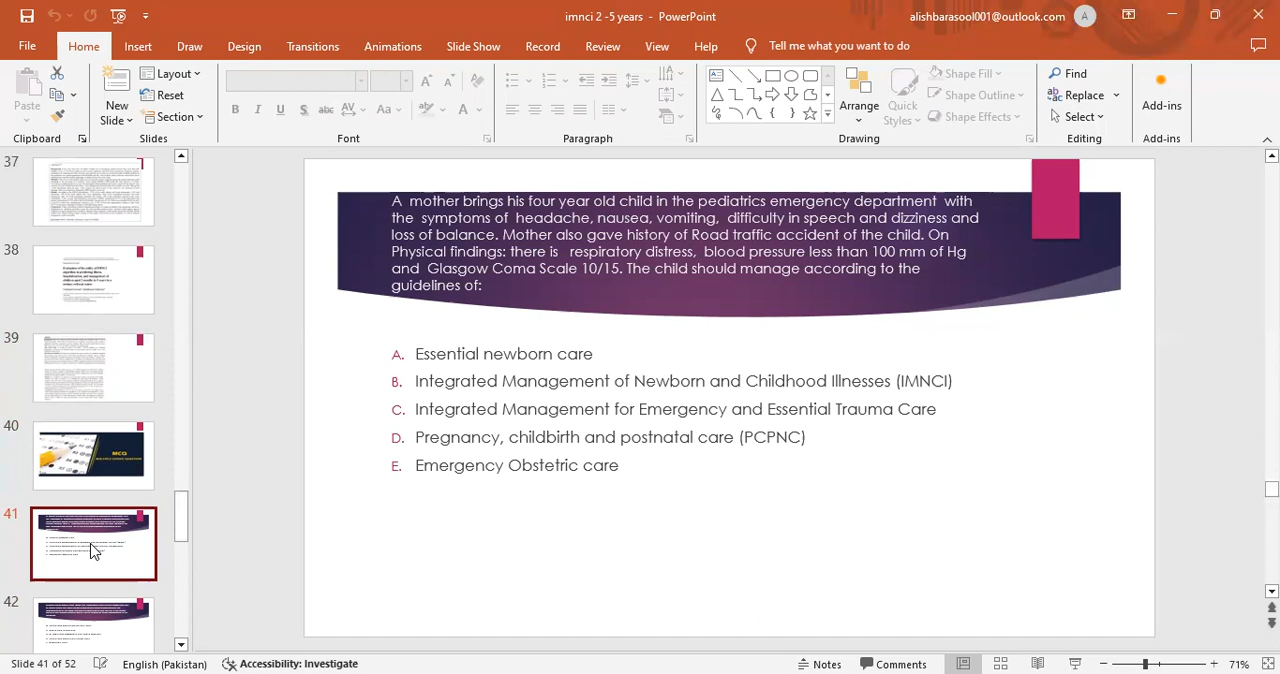 imnci 2 -5 years - PowerPoint
alishbarasool001@outlook.com
A
File
Home
Insert
Draw
Design
Transitions
Animations
Slide Show
Record
Review
View
Help
Tell me what you want to do
Paste
Clipboard
New
Slide
Layout
Reset
Section
Slides
B I U S abc AV Aa A
Font
Paragraph
Arrange
Quick
Styles
Shape Fill
Shape Outline
Shape Effects
Drawing
Find
Replace
Select
Editing
Add-ins
Add-ins
37
38
39
40
MCQ
41
42
A mother brings his four year old child in the pediatrics emergency department with
the symptoms of headache, nausea, vomiting, difficulty in speech and dizziness and
loss of balance. Mother also gave history of Road traffic accident of the child. On
Physical findings: there is respiratory distress, blood pressure less than 100 mm of Hg
and Glasgow Coma Scale 10/15. The child should manage according to the
guidelines of:
A. Essential newborn care
B. Integrated Management of Newborn and Childhood Illnesses (IMNCI)
C. Integrated Management for Emergency and Essential Trauma Care
D. Pregnancy, childbirth and postnatal care (PCPNC)
E. Emergency Obstetric care
Slide 41 of 52
English (Pakistan)
Accessibility: Investigate
Notes
Comments
71%